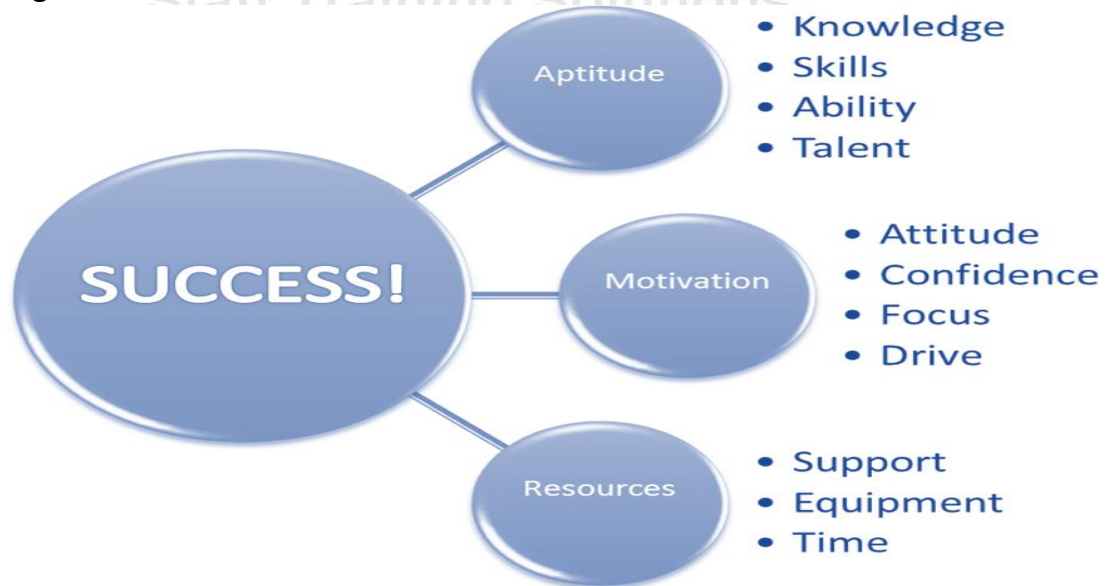 Aptitude
• Knowledge
• Skills
• Ability
• Talent
SUCCESS!
Motivation
• Attitude
• Confidence
• Focus
• Drive
Resources
• Support
• Equipment
• Time